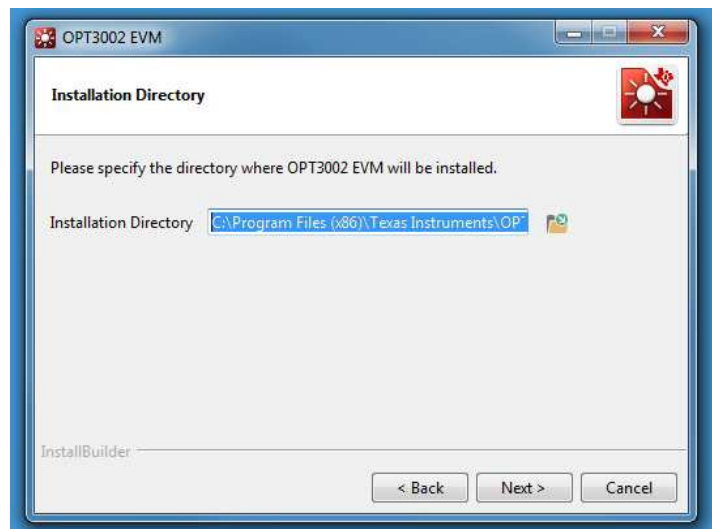 OPT3002 EVM
Installation Directory
Please specify the directory where OPT3002 EVM will be installed.
Installation Directory C:\Program Files (x86)\Texas Instruments\OP
InstallBuilder
< Back Next > Cancel